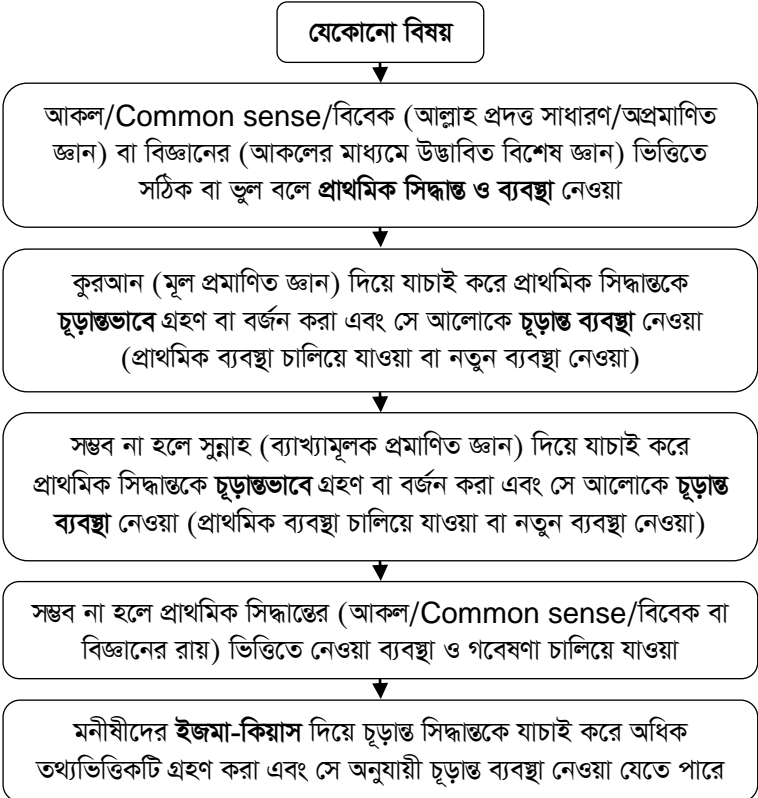 যেকোনো বিষয়
আকল/Common sense/বিবেক (আল্লাহ প্রদত্ত সাধারণ/অপ্রমাণিত
জ্ঞান) বা বিজ্ঞানের (আকলের মাধ্যমে উদ্ভাবিত বিশেষ জ্ঞান) ভিত্তিতে
সঠিক বা ভুল বলে প্রাথমিক সিদ্ধান্ত ও ব্যবস্থা নেওয়া
কুরআন (মূল প্রমাণিত জ্ঞান) দিয়ে যাচাই করে প্রাথমিক সিদ্ধান্তকে
চূড়ান্তভাবে গ্রহণ বা বর্জন করা এবং সে আলোকে চূড়ান্ত ব্যবস্থা নেওয়া
(প্রাথমিক ব্যবস্থা চালিয়ে যাওয়া বা নতুন ব্যবস্থা নেওয়া)
সম্ভব না হলে সুন্নাহ (ব্যাখ্যামূলক প্রমাণিত জ্ঞান) দিয়ে যাচাই করে
প্রাথমিক সিদ্ধান্তকে চূড়ান্তভাবে গ্রহণ বা বর্জন করা এবং সে আলোকে চূড়ান্ত
ব্যবস্থা নেওয়া (প্রাথমিক ব্যবস্থা চালিয়ে যাওয়া বা নতুন ব্যবস্থা নেওয়া)
সম্ভব না হলে প্রাথমিক সিদ্ধান্তের (আকল/Common sense/বিবেক বা
বিজ্ঞানের রায়) ভিত্তিতে নেওয়া ব্যবস্থা ও গবেষণা চালিয়ে যাওয়া
মনীষীদের ইজমা-কিয়াস দিয়ে চূড়ান্ত সিদ্ধান্তকে যাচাই করে অধিক
তথ্যভিত্তিকটি গ্রহণ করা এবং সে অনুযায়ী চূড়ান্ত ব্যবস্থা নেওয়া যেতে পারে